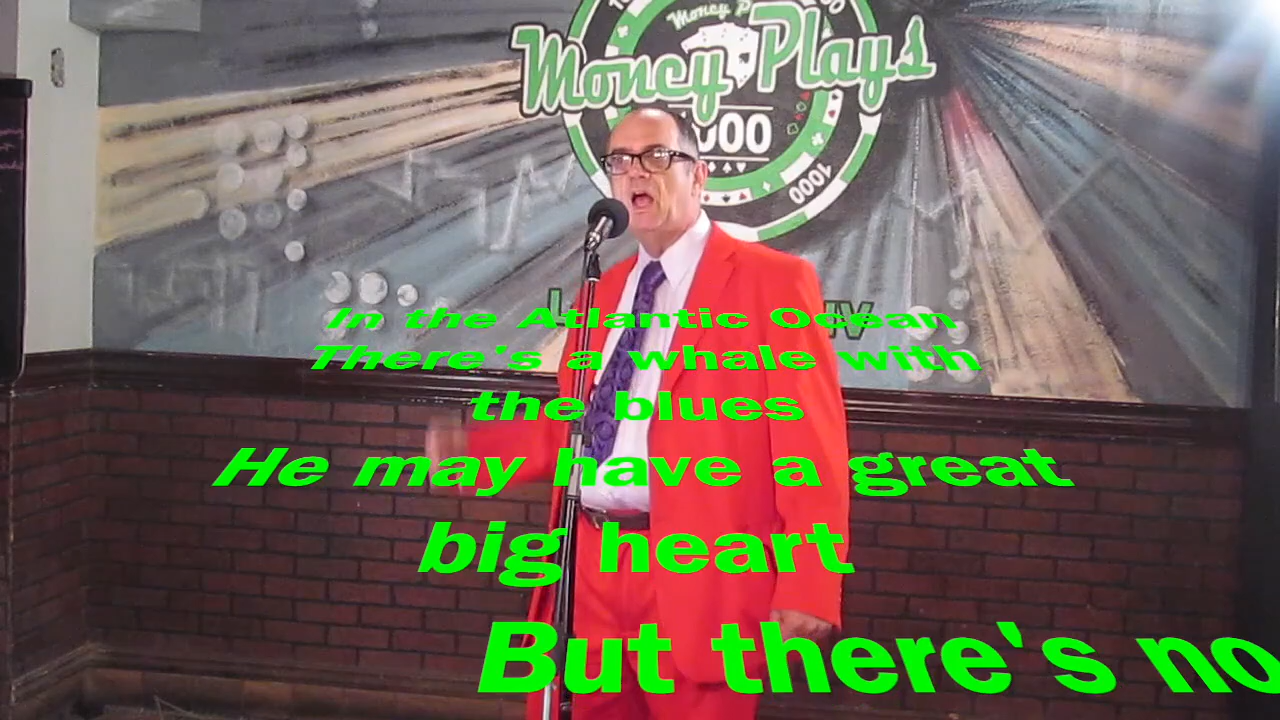 Money P
Money Plays
1000
In the Atlantic Ocean
There's a whale with
the blues
He may have a great
big heart
But there's no